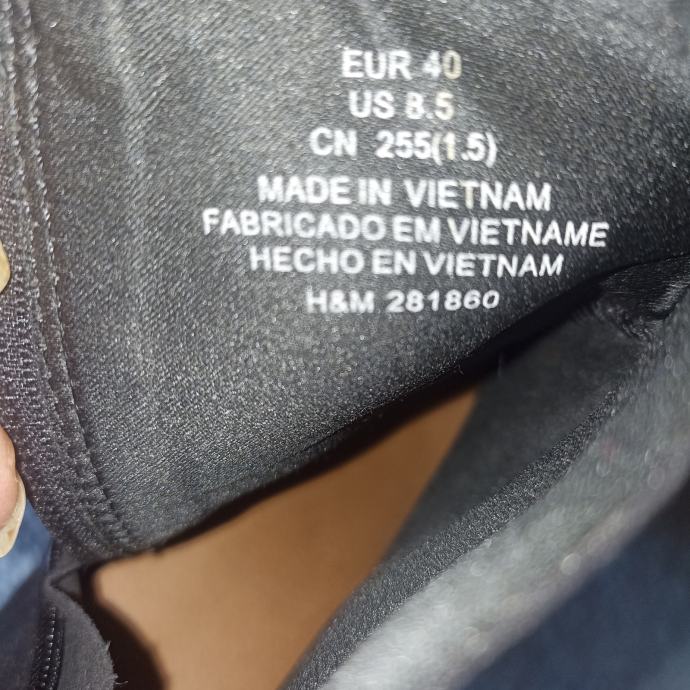 EUR 40
US 8.5
CN 255(1.5)
MADE IN VIETNAM
FABRICADO EM VIETNAME
HECHO EN VIETNAM
H&M 281860